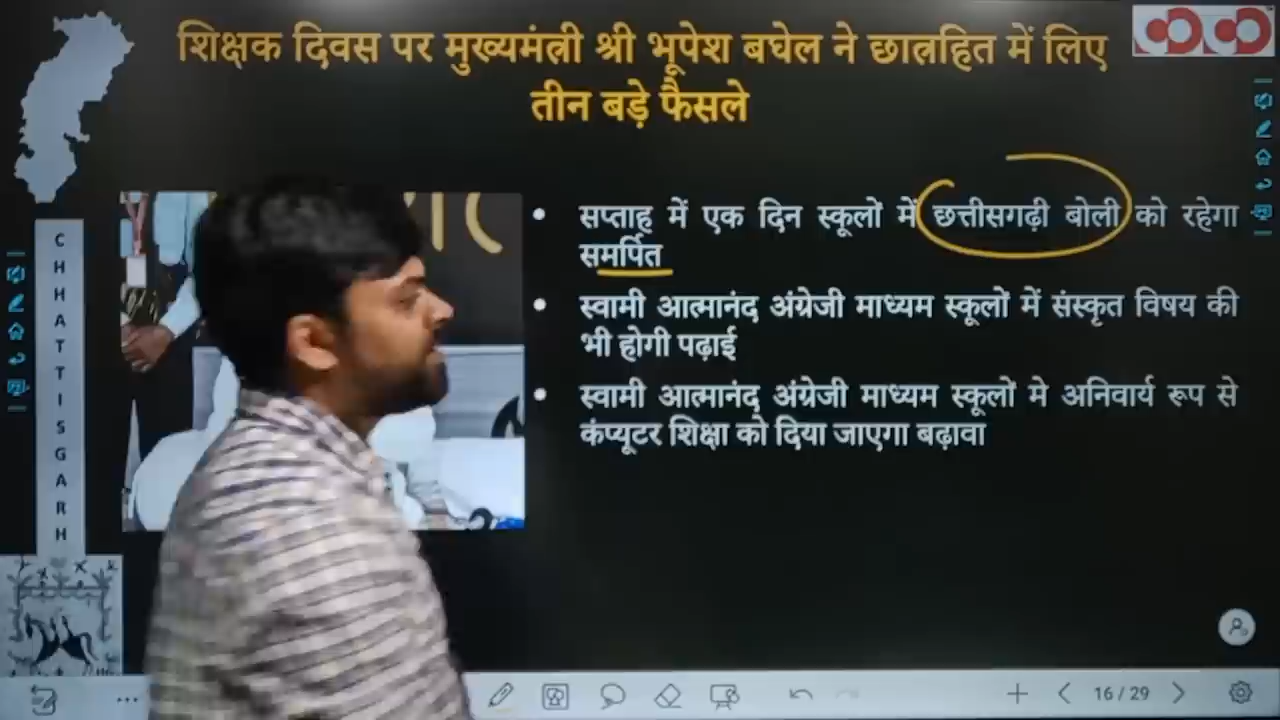 शिक्षक दिवस पर मुख्यमंत्री श्री भूपेश बघेल ने छात्रहित में लिए
तीन बड़े फैसले
सप्ताह में एक दिन स्कूलों में छत्तीसगढ़ी बोली को रहेगा
समर्पित
स्वामी आत्मानंद अंग्रेजी माध्यम स्कूलों में संस्कृत विषय की
भी होगी पढ़ाई
स्वामी आत्मानंद अंग्रेजी माध्यम स्कूलों मे अनिवार्य रूप से
कंप्यूटर शिक्षा को दिया जाएगा बढ़ावा
CHHATTISGARH
16 / 29